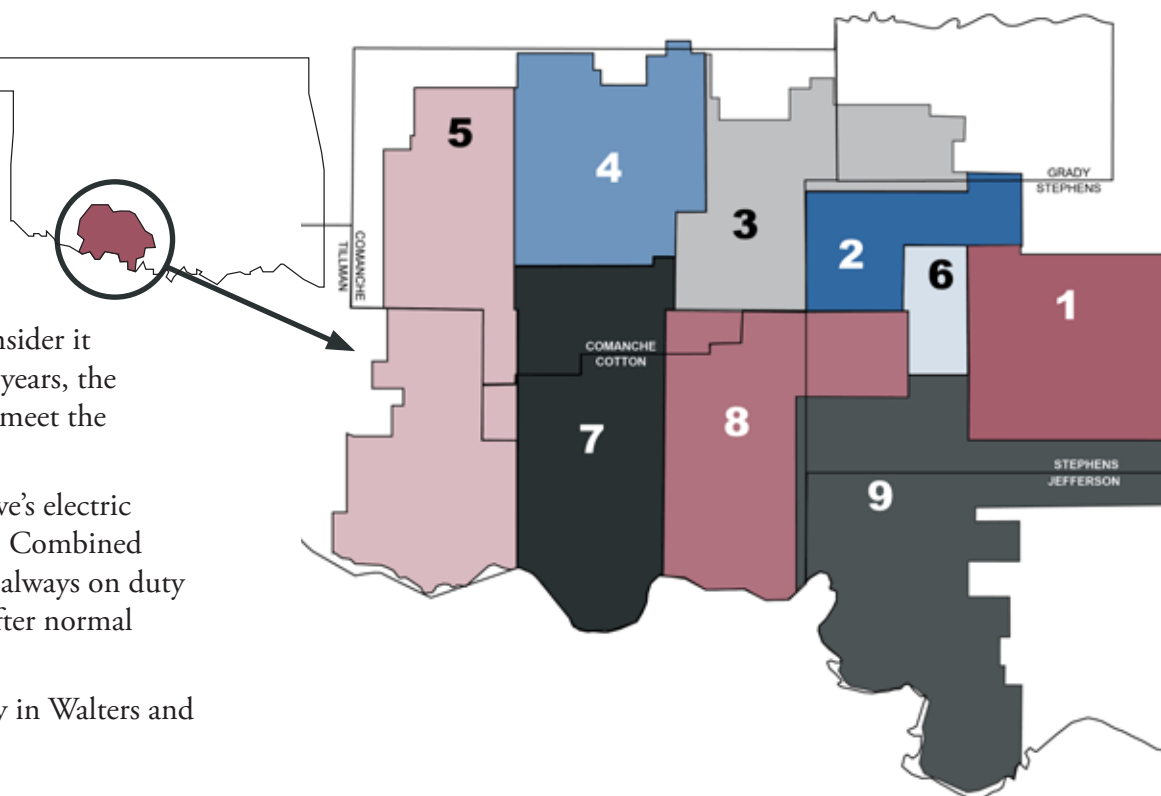 nsider it
years, the
meet the
ve’s electric
Combined
always on duty
fter normal
y in Walters and
5
4
3
2
6
1
7
8
9
GRADY
STEPHENS
COMANCHE
TILLMAN
COMANCHE
COTTON
STEPHENS
JEFFERSON